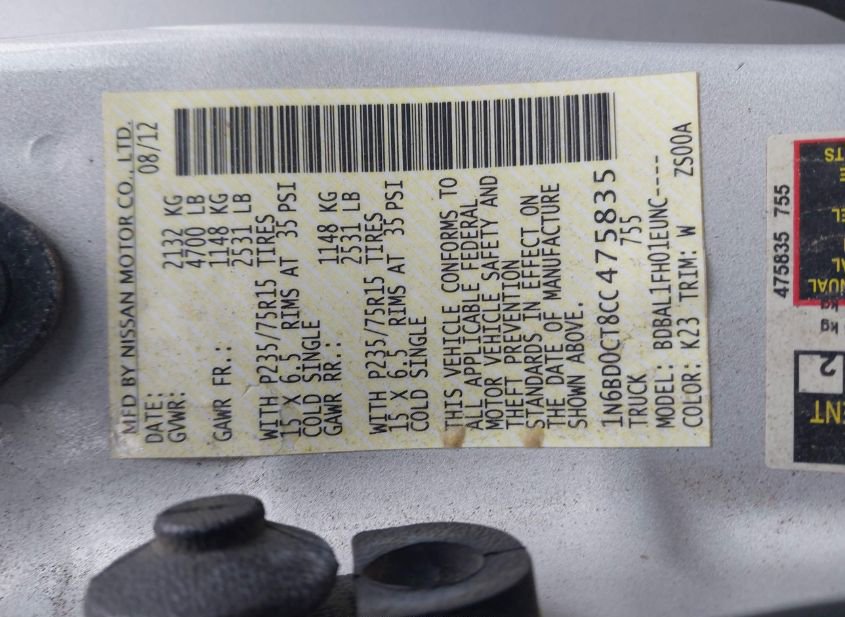 MFD BY NISSAN MOTOR CO., LTD.
DATE: 08/12
GVWR: 2132 KG
4700 LB
GAWR FR.: 1148 KG
2531 LB
WITH P235/75R15 TIRES
15 X 6.5 RIMS AT 35 PSI
COLD SINGLE
GAWR RR.: 1148 KG
2531 LB
WITH P235/75R15 TIRES
15 X 6.5 RIMS AT 35 PSI
COLD SINGLE
THIS VEHICLE CONFORMS TO
ALL APPLICABLE FEDERAL
MOTOR VEHICLE SAFETY AND
THEFT PREVENTION
STANDARDS IN EFFECT ON
THE DATE OF MANUFACTURE
SHOWN ABOVE.
1N6BD0CT8CC475835
TRUCK 755
MODEL: BDBAL1FH01EUNC----
COLOR: K23 TRIM: W ZS00A
475835 755
kg
kg
2